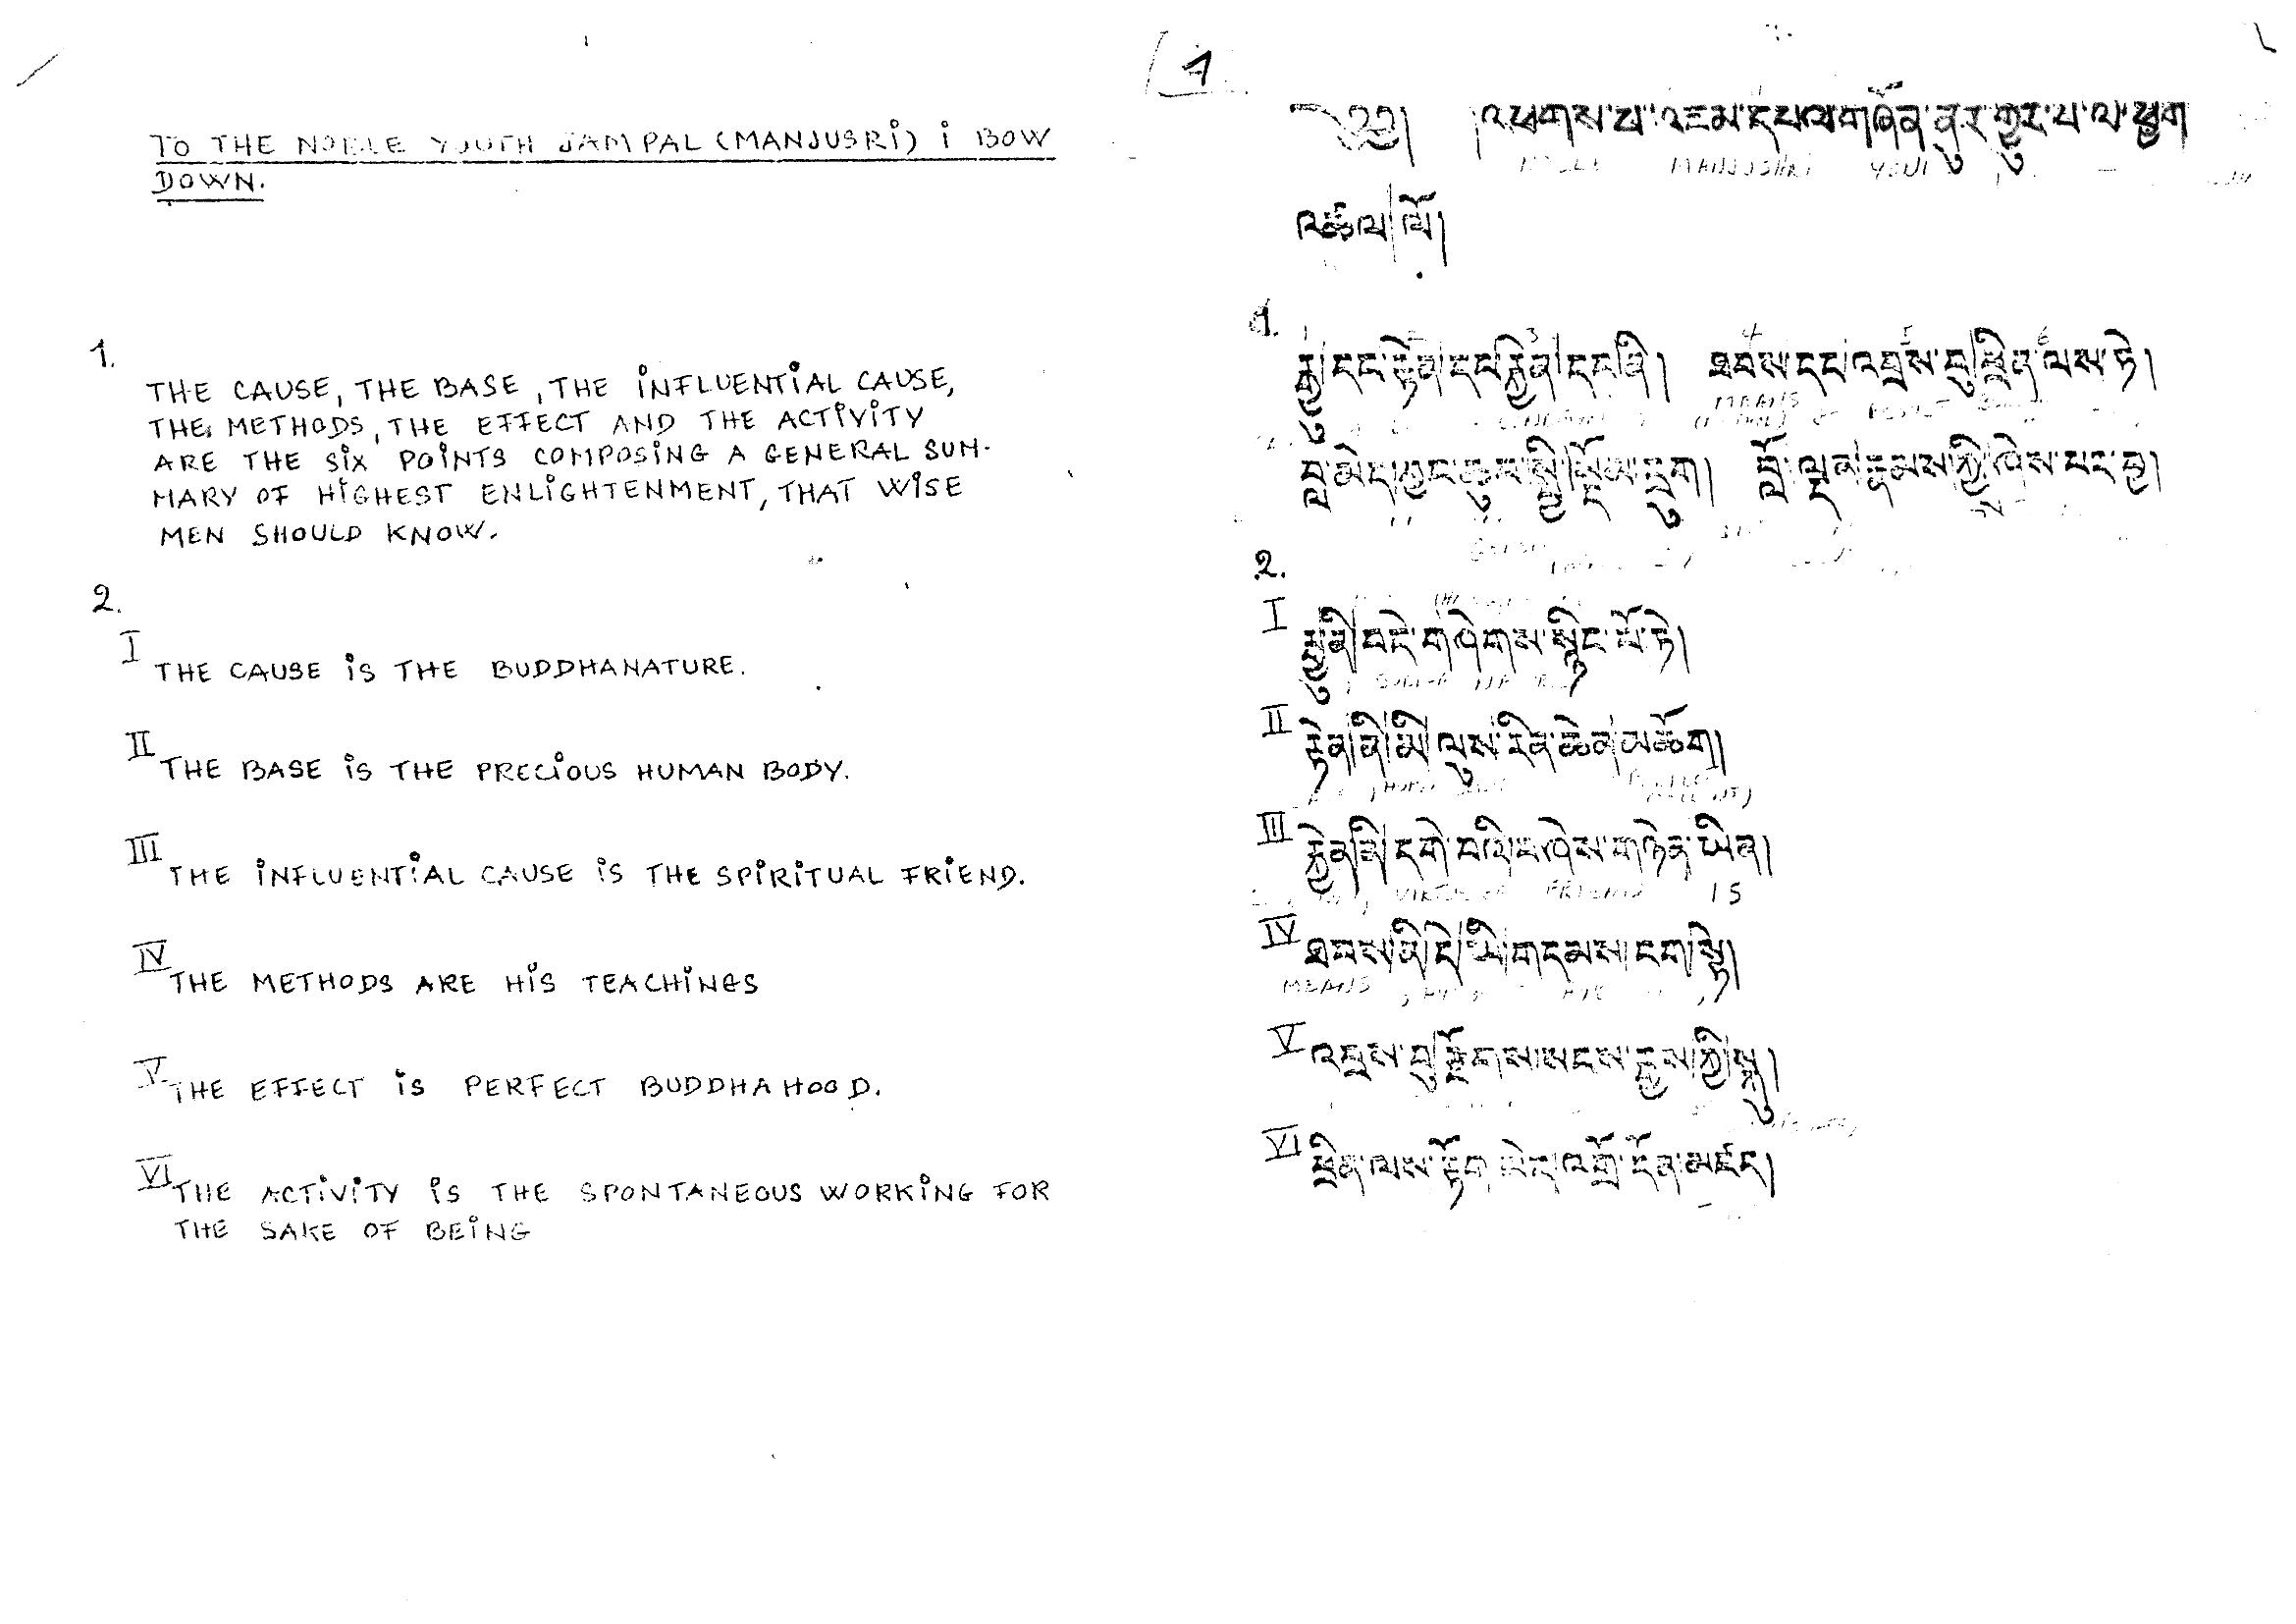 TO THE NOBLE YOUTH JAMPAL (MANJUSRI) I BOW
DOWN.
1.
THE CAUSE, THE BASE, THE INFLUENTIAL CAUSE,
THE METHODS, THE EFFECT AND THE ACTIVITY
ARE THE SIX POINTS COMPOSING A GENERAL SUM-
MARY OF HIGHEST ENLIGHTENMENT, THAT WISE
MEN SHOULD KNOW.
2.
I THE CAUSE IS THE BUDDHANATURE.
II THE BASE IS THE PRECIOUS HUMAN BODY.
III THE INFLUENTIAL CAUSE IS THE SPIRITUAL FRIEND.
IV THE METHODS ARE HIS TEACHINGS
V THE EFFECT IS PERFECT BUDDHAHOOD.
VI THE ACTIVITY IS THE SPONTANEOUS WORKING FOR
THE SAKE OF BEING
1
༄༅། །འཕགས་པ་འཇམ་དཔལ་གཞོན་ནུར་གྱུར་པ་ལ་ཕྱག
MANJUSHRI
འཚལ་ལོ།
1.
རྒྱུ་དང་རྟེན་དང་རྐྱེན་དང་ནི། ཐབས་དང་འབྲས་བུ་ཕྲིན་ལས་ཏེ།
MEANS
བླ་མེད་བྱང་ཆུབ་སྤྱི་སྡོམ་དྲུག། བློ་ལྡན་རྣམས་ཀྱི་ཤེས་པར་བྱ།
2.
I རྒྱུ་ནི་བདེ་གཤེགས་སྙིང་པོ་ཏེ།
II རྟེན་ནི་མི་ལུས་རིན་ཆེན་མཆོག།
III རྐྱེན་ནི་དགེ་བའི་བཤེས་གཉེན་ཡིན།
FRIEND IS
IV ཐབས་ནི་དེ་ཡི་གདམས་ངག་སྟེ།
MEANS
V འབྲས་བུ་རྫོགས་སངས་རྒྱས་ཀྱི་སྐུ།
VI ཕྲིན་ལས་རྟོག་མེད་འགྲོ་དོན་མཛད།